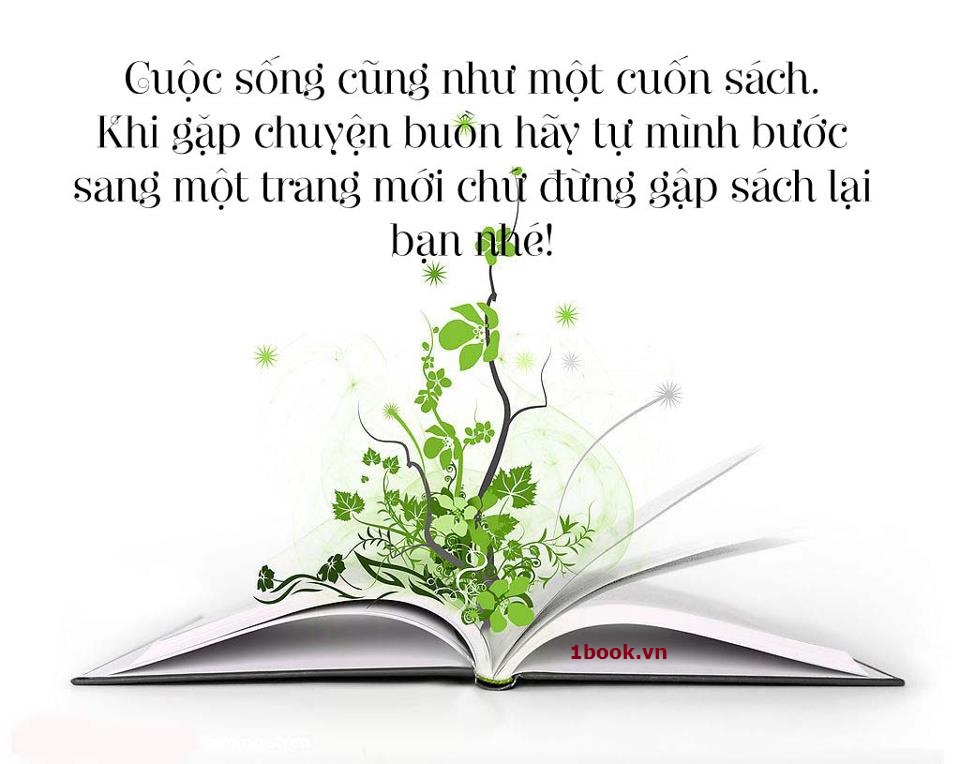 Cuộc sống cũng như một cuốn sách.
Khi gặp chuyện buồn hãy tự mình bước
sang một trang mới chứ đừng gập sách lại
bạn nhé!
1book.vn